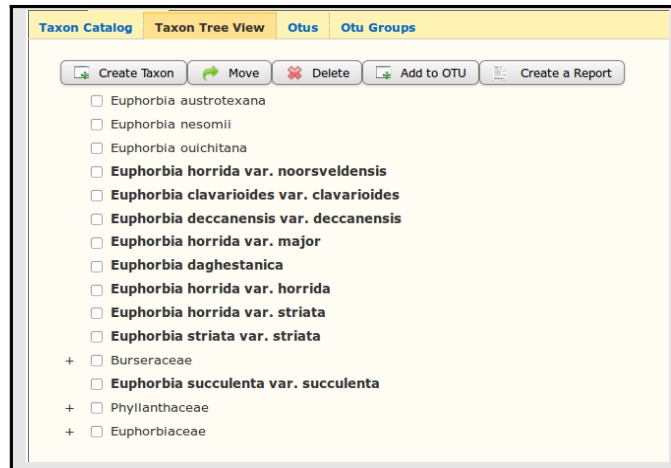 Taxon Catalog Taxon Tree View Otus Otu Groups
Create Taxon Move Delete Add to OTU Create a Report
Euphorbia austrotexana
Euphorbia nesomii
Euphorbia ouichitana
Euphorbia horrida var. noorsveldensis
Euphorbia clavarioides var. clavarioides
Euphorbia deccanensis var. deccanensis
Euphorbia horrida var. major
Euphorbia daghestanica
Euphorbia horrida var. horrida
Euphorbia horrida var. striata
Euphorbia striata var. striata
+ Burseraceae
Euphorbia succulenta var. succulenta
+ Phyllanthaceae
+ Euphorbiaceae